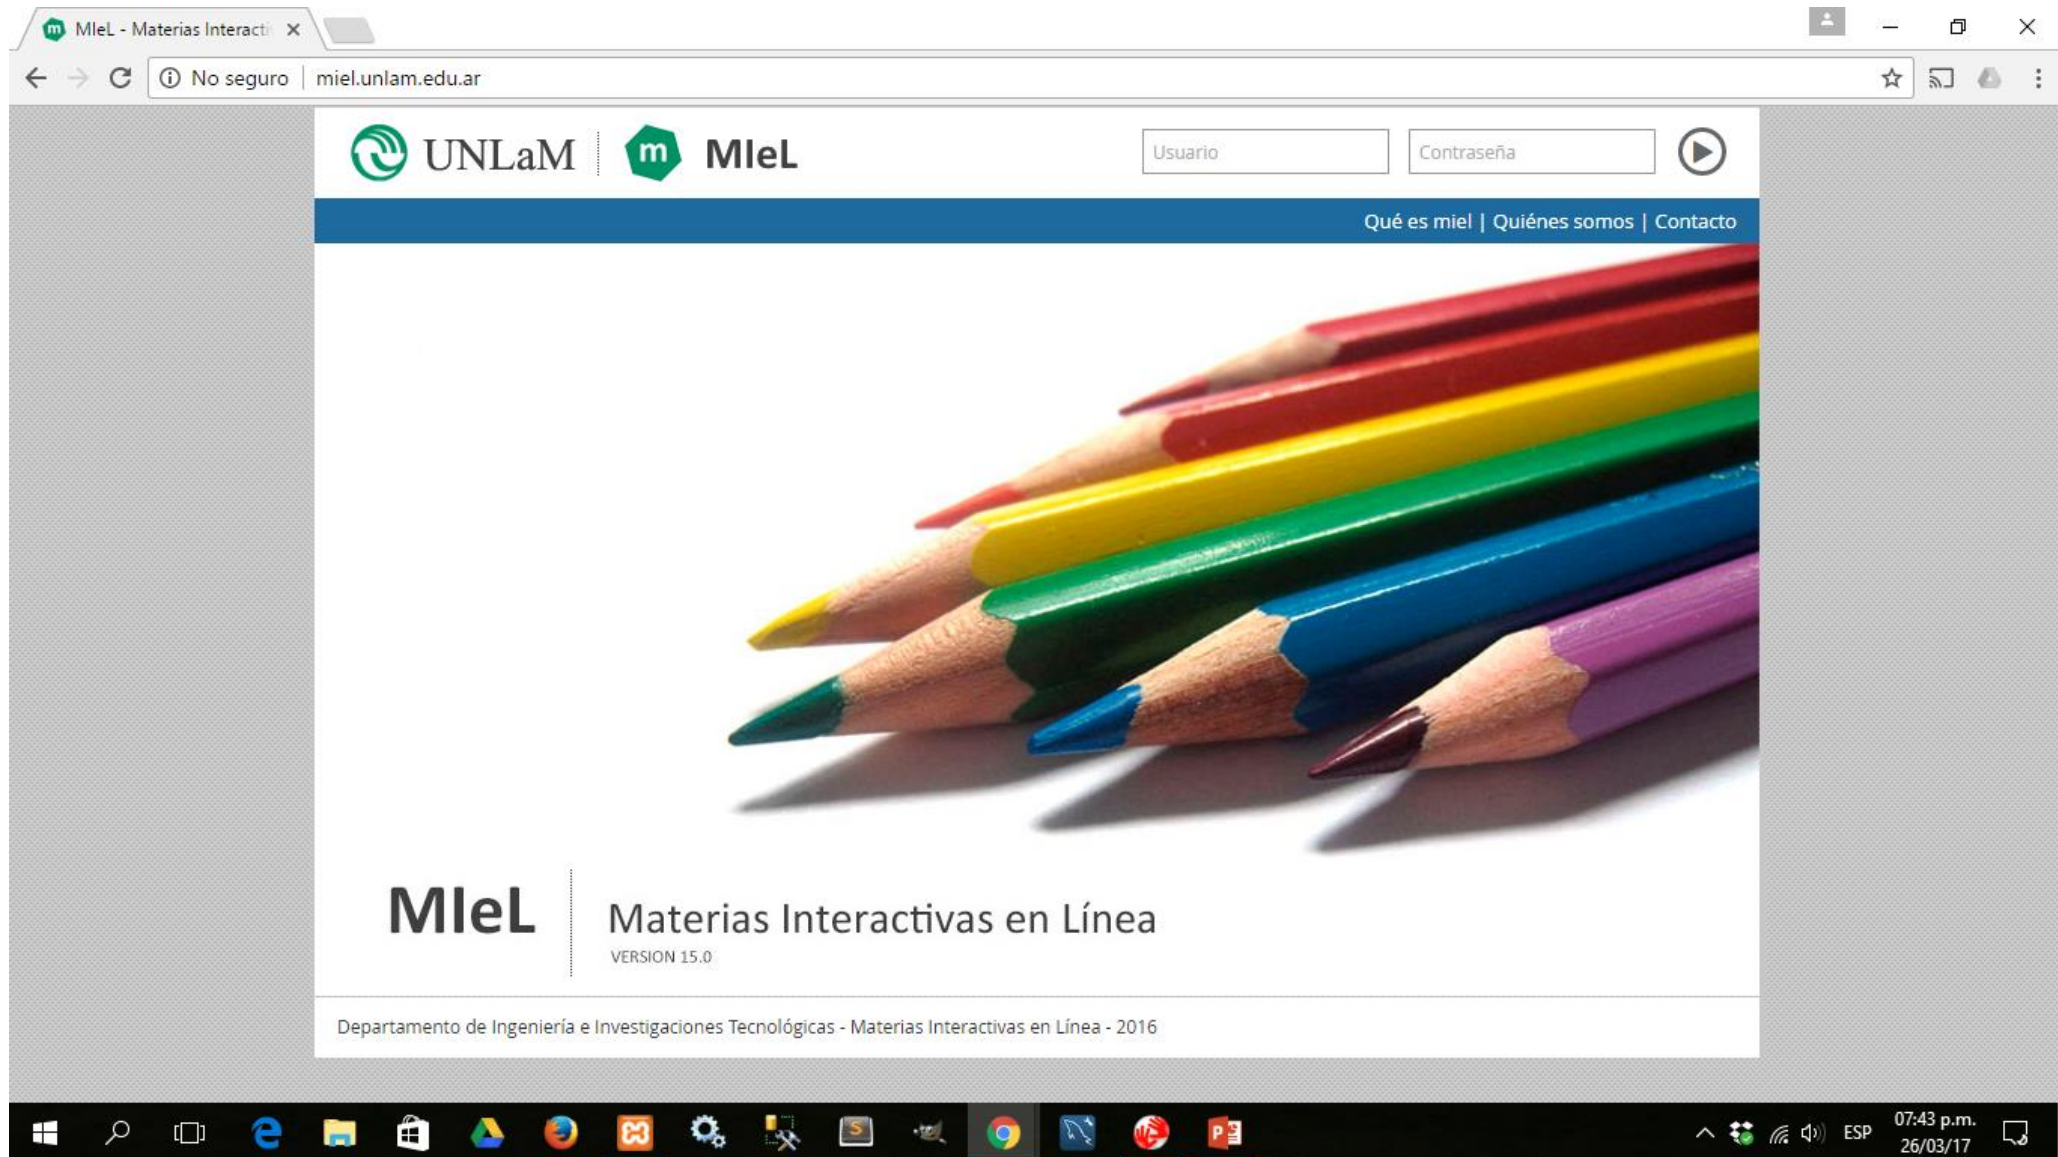 MIeL - Materias Interacti
No seguro | miel.unlam.edu.ar
UNLaM
m
MIeL
Usuario
Contraseña
Qué es miel | Quiénes somos | Contacto
MIeL
Materias Interactivas en Línea
VERSION 15.0
Departamento de Ingeniería e Investigaciones Tecnológicas - Materias Interactivas en Línea - 2016
ESP
07:43 p.m.
26/03/17